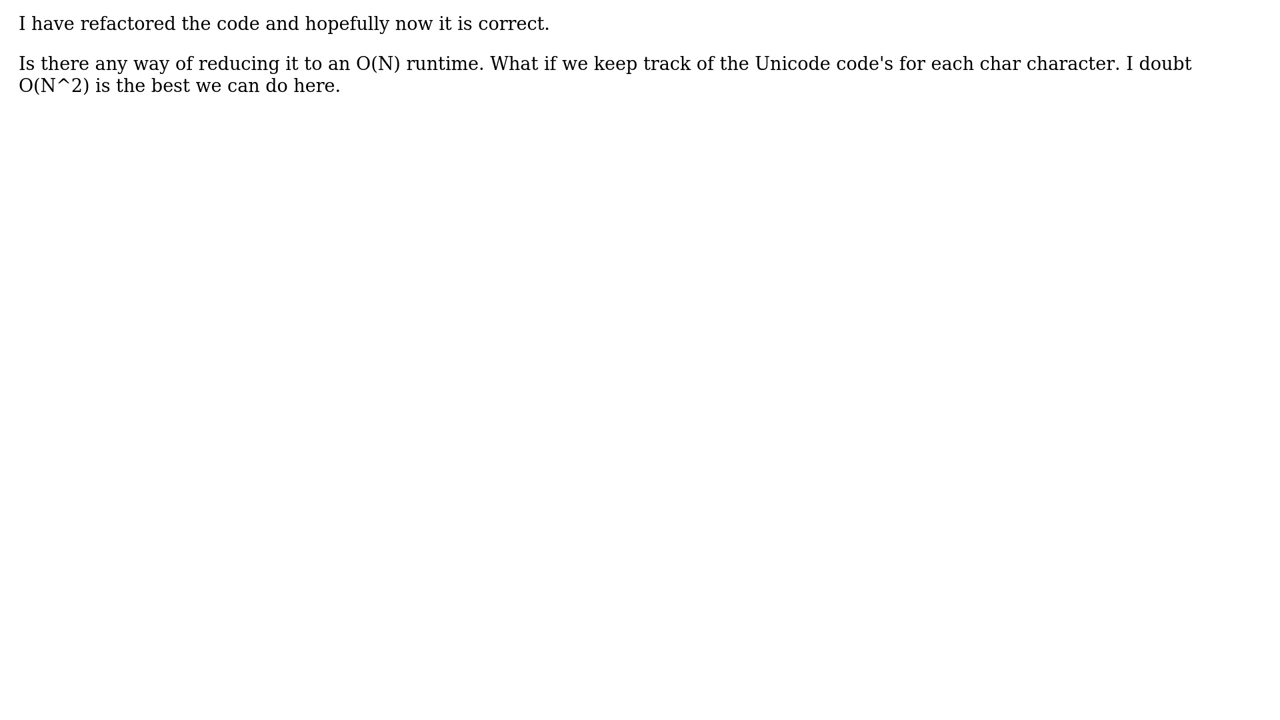 I have refactored the code and hopefully now it is correct.
Is there any way of reducing it to an O(N) runtime. What if we keep track of the Unicode code's for each char character. I doubt
O(N^2) is the best we can do here.